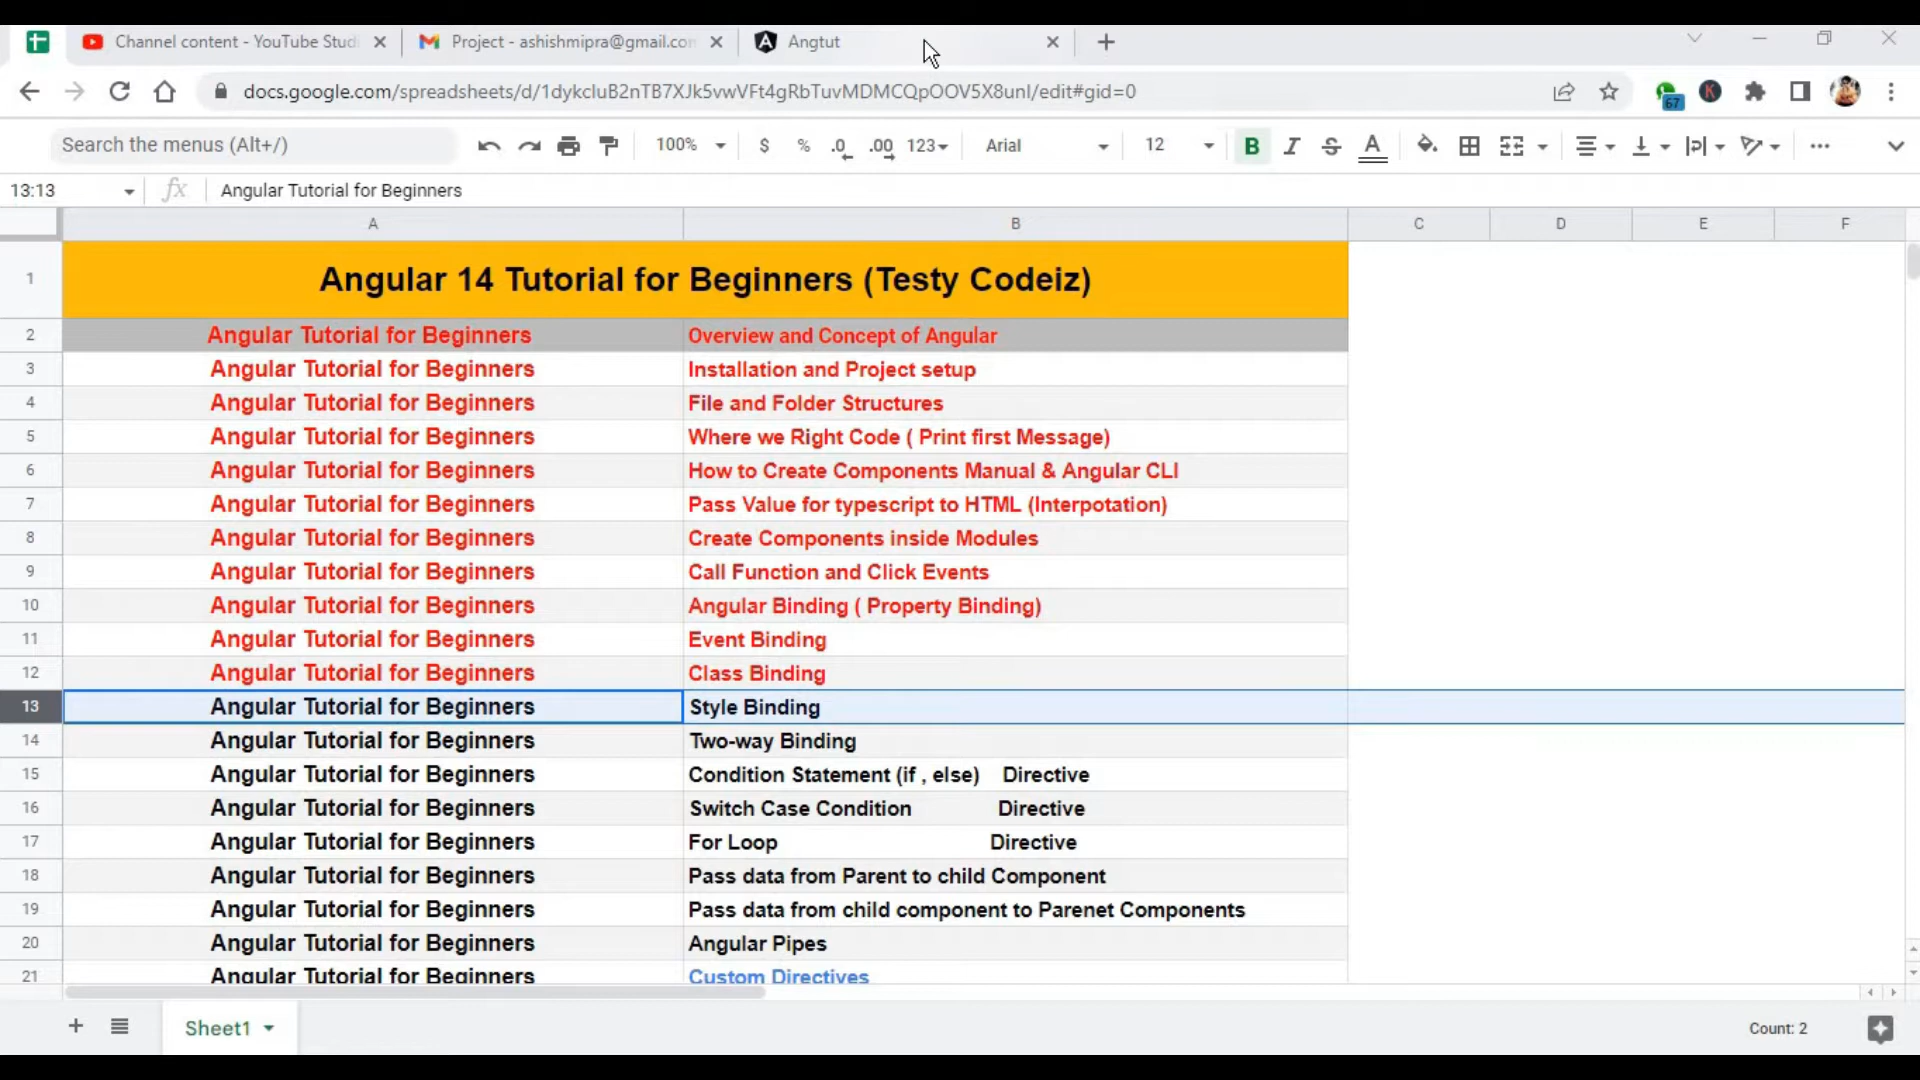 Channel content - YouTube Studi
Project - ashishmipra@gmail.com
Angtut
docs.google.com/spreadsheets/d/1dykcluB2nTB7XJk5vwVFt4gRbTuvMDMCQpOOV5X8unI/edit#gid=0
67
K
Search the menus (Alt+/)
100%
$
%
.0
.00
123
Arial
12
B
I
S
A
13:13
fx
Angular Tutorial for Beginners
A
B
C
D
E
F
1
Angular 14 Tutorial for Beginners (Testy Codeiz)
2 Angular Tutorial for Beginners Overview and Concept of Angular
3 Angular Tutorial for Beginners Installation and Project setup
4 Angular Tutorial for Beginners File and Folder Structures
5 Angular Tutorial for Beginners Where we Right Code ( Print first Message)
6 Angular Tutorial for Beginners How to Create Components Manual & Angular CLI
7 Angular Tutorial for Beginners Pass Value for typescript to HTML (Interpotation)
8 Angular Tutorial for Beginners Create Components inside Modules
9 Angular Tutorial for Beginners Call Function and Click Events
10 Angular Tutorial for Beginners Angular Binding ( Property Binding)
11 Angular Tutorial for Beginners Event Binding
12 Angular Tutorial for Beginners Class Binding
13 Angular Tutorial for Beginners Style Binding
14 Angular Tutorial for Beginners Two-way Binding
15 Angular Tutorial for Beginners Condition Statement (if , else) Directive
16 Angular Tutorial for Beginners Switch Case Condition Directive
17 Angular Tutorial for Beginners For Loop Directive
18 Angular Tutorial for Beginners Pass data from Parent to child Component
19 Angular Tutorial for Beginners Pass data from child component to Parenet Components
20 Angular Tutorial for Beginners Angular Pipes
21 Angular Tutorial for Beginners Custom Directives
Sheet1
Count: 2